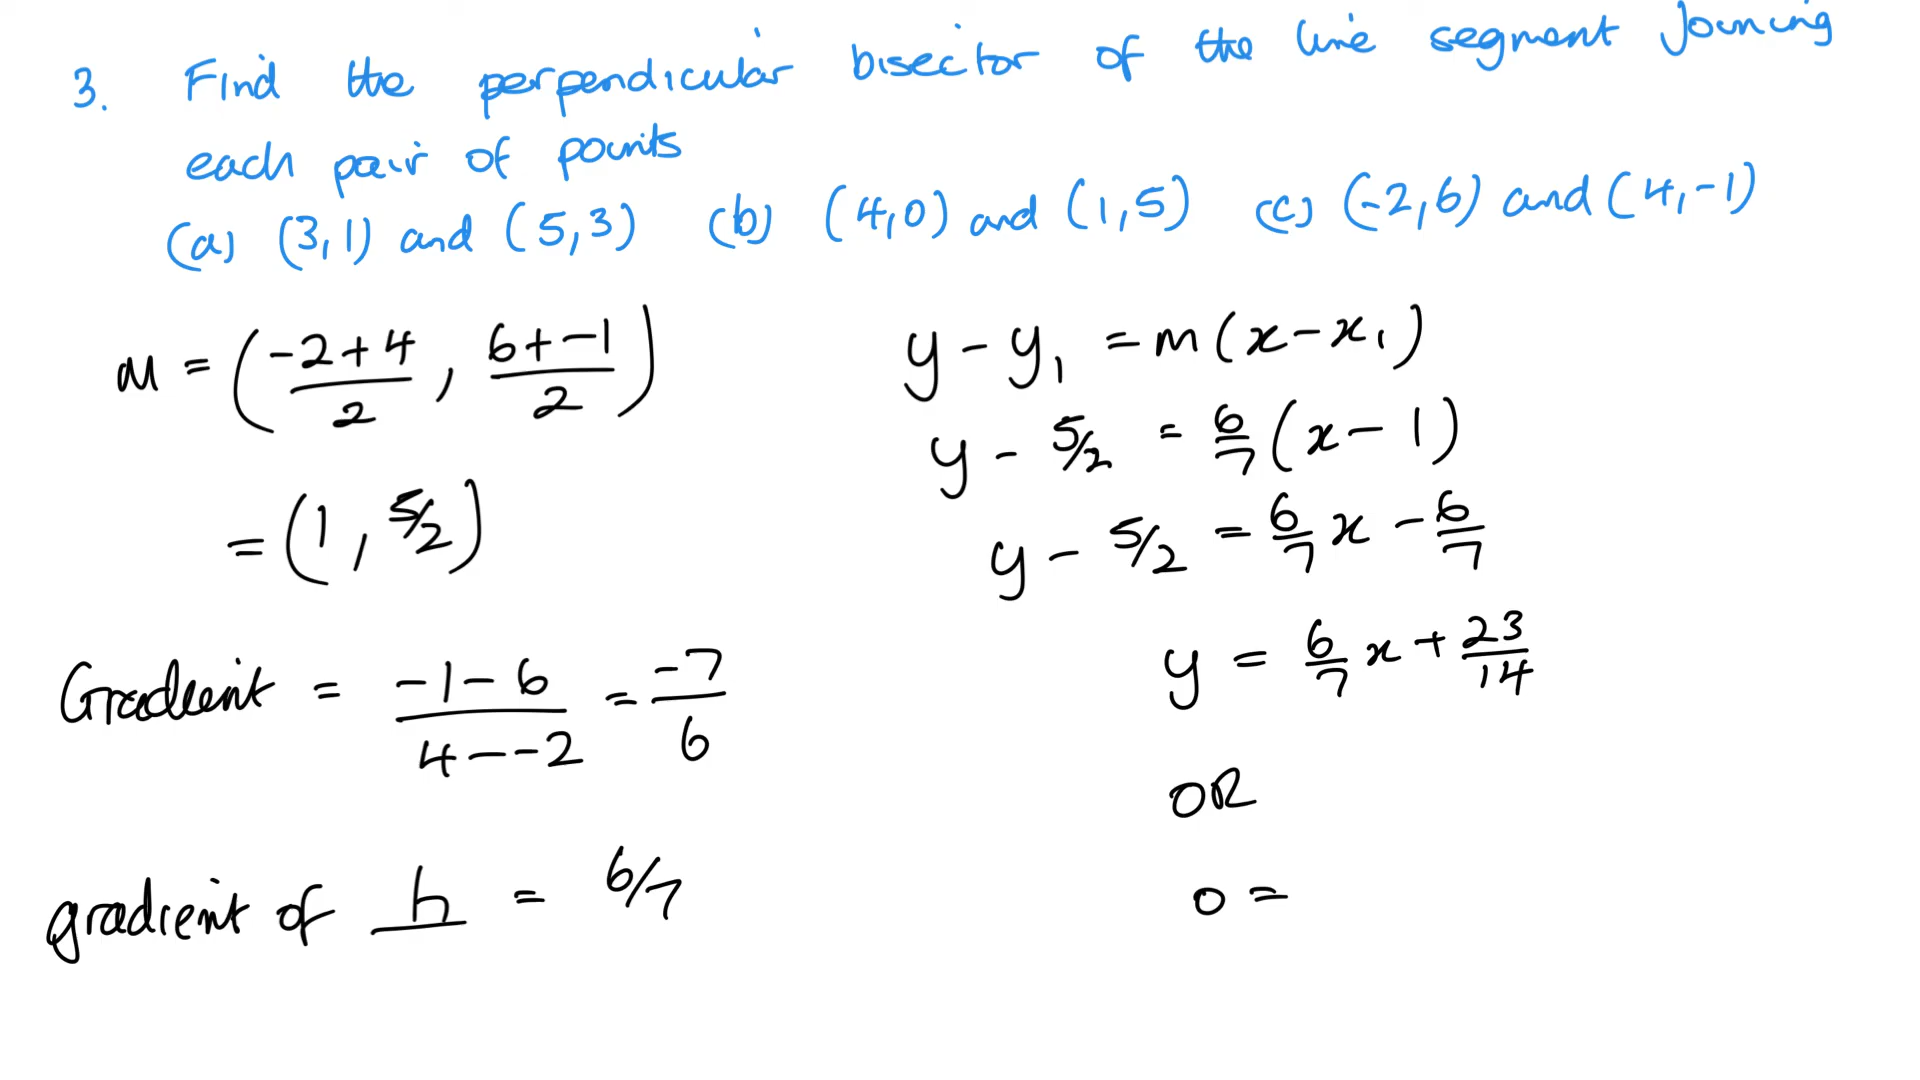 3. Find the perpendicular bisector of the line segment joining
each pair of points
(a) (3,1) and (5,3) (b) (4,0) and (1,5) (c) (-2,6) and (4,-1)
M = (-2+4/2, 6+-1/2)
= (1, 5/2)
Gradient = -1-6/4--2 = -7/6
gradient of = 6/7
y - y₁ = m(x-x₁)
y - 5/2 = 6/7(x-1)
y - 5/2 = 6/7x - 6/7
y = 6/7x + 23/14
OR
0 =